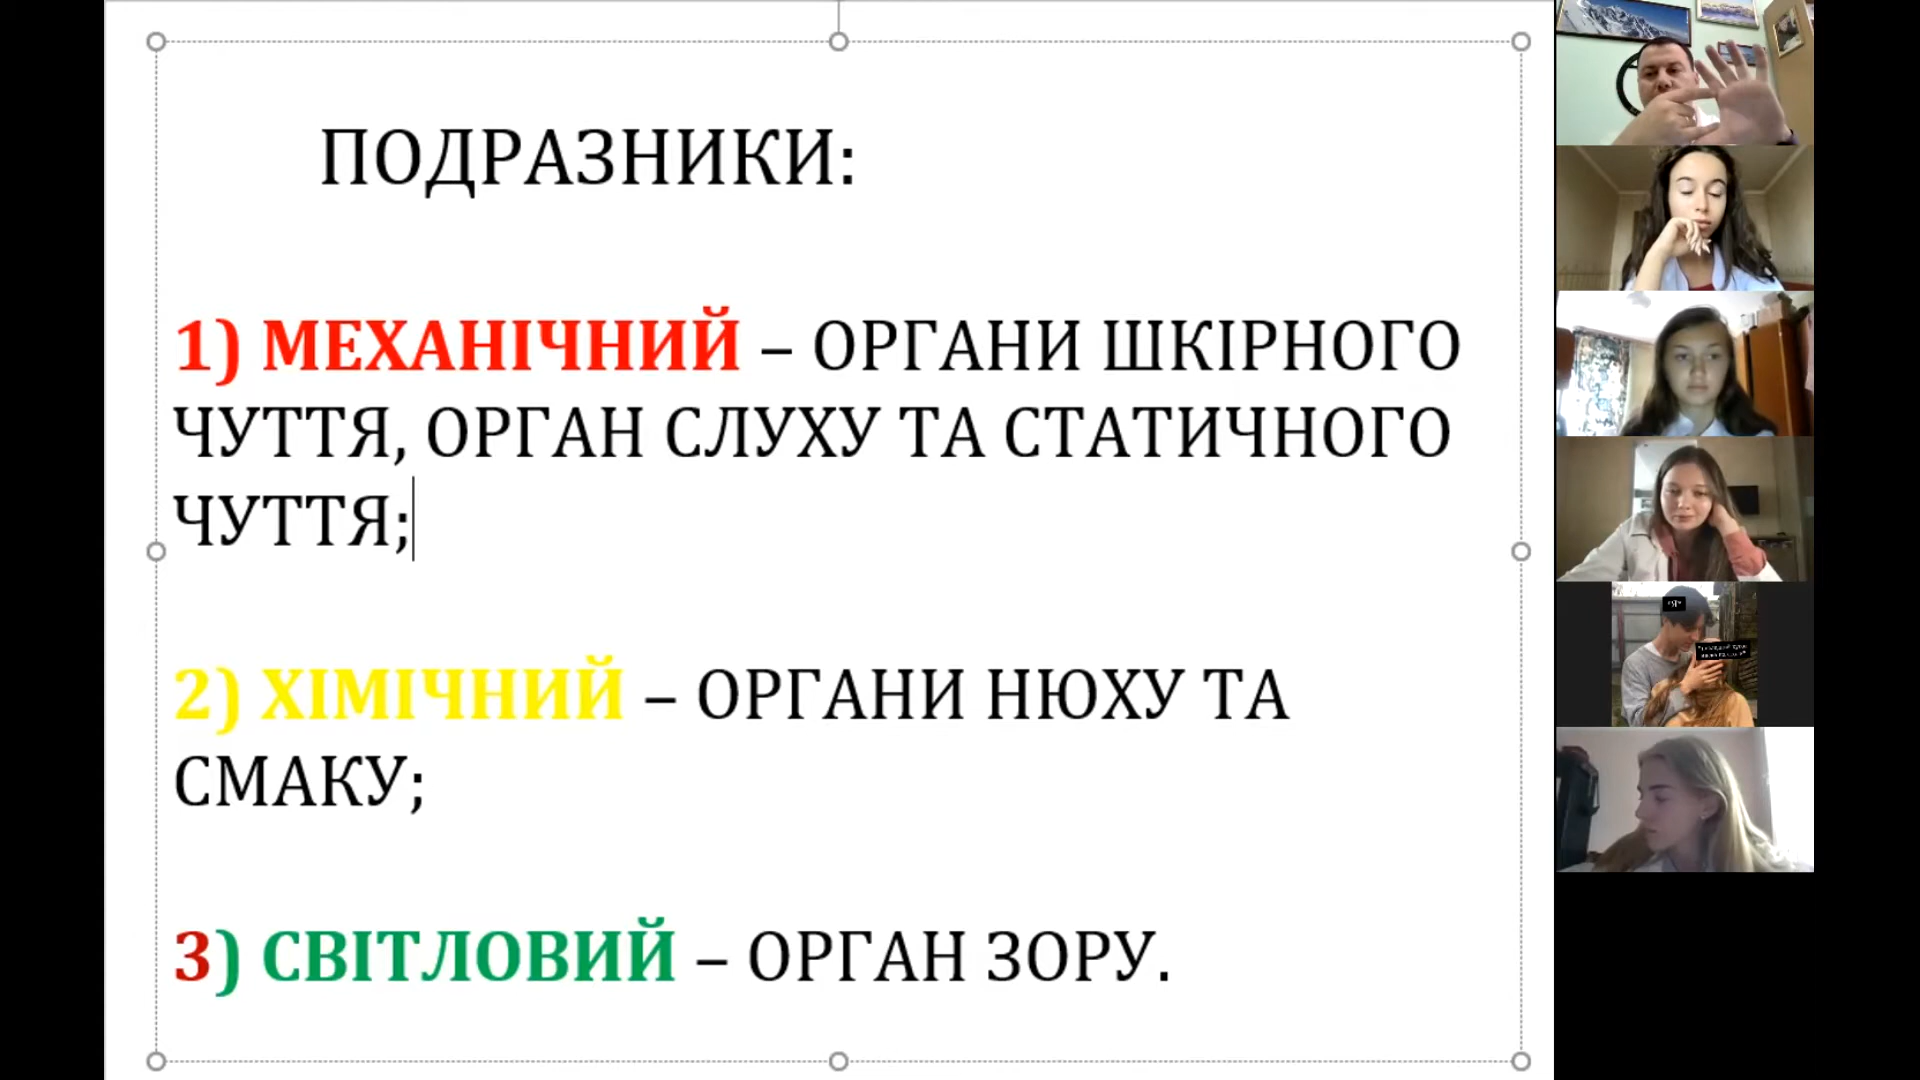 ПОДРАЗНИКИ:
1) МЕХАНІЧНИЙ – ОРГАНИ ШКІРНОГО
ЧУТТЯ, ОРГАН СЛУХУ ТА СТАТИЧНОГО
ЧУТТЯ;
2) ХІМІЧНИЙ – ОРГАНИ НЮХУ ТА
СМАКУ;
3) СВІТЛОВИЙ – ОРГАН ЗОРУ.